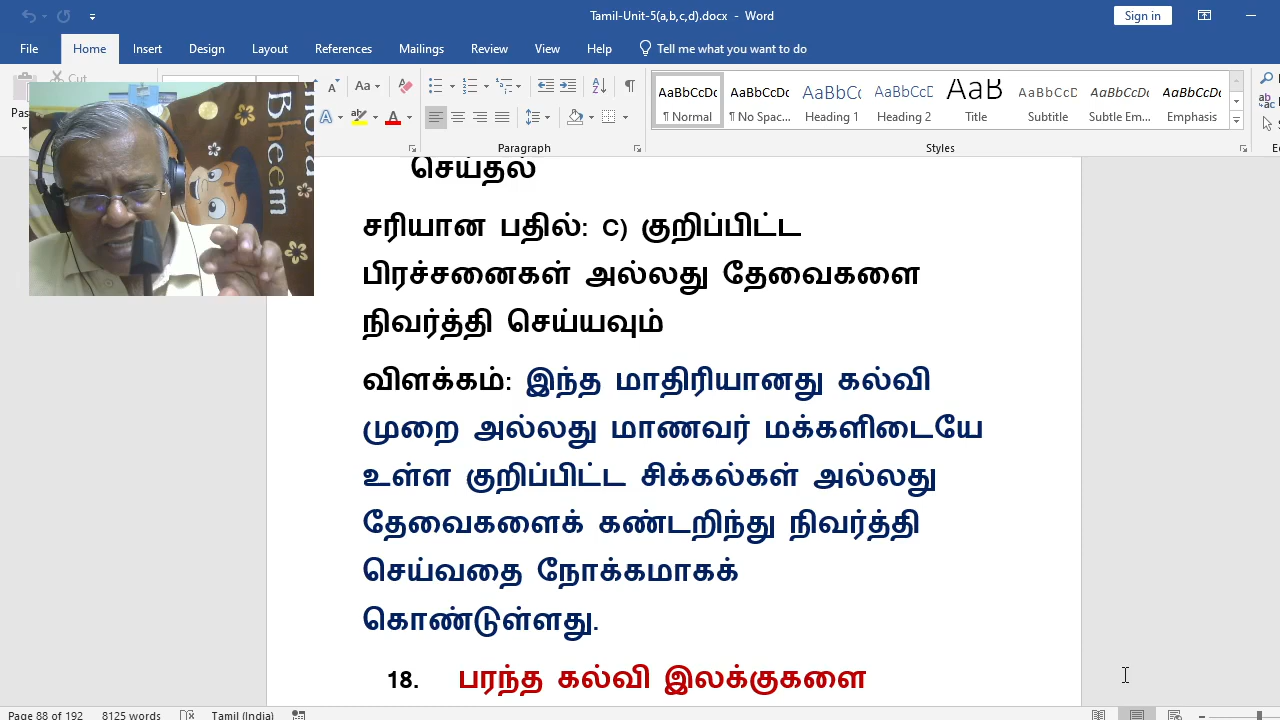 Tamil-Unit-5(a,b,c,d).docx - Word
Sign in
File Home Insert Design Layout References Mailings Review View Help Tell me what you want to do
Cut
Aa
AaBbCcDc AaBbCcDc AaBbCc AaBbCcD AaB AaBbCcD AaBbCcDc AaBbCcDc
¶ Normal ¶ No Spac... Heading 1 Heading 2 Title Subtitle Subtle Em... Emphasis
Paragraph Styles
Bheem
செய்தல்
சரியான பதில்: C) குறிப்பிட்ட
பிரச்சனைகள் அல்லது தேவைகளை
நிவர்த்தி செய்யவும்
விளக்கம்: இந்த மாதிரியானது கல்வி
முறை அல்லது மாணவர் மக்களிடையே
உள்ள குறிப்பிட்ட சிக்கல்கள் அல்லது
தேவைகளைக் கண்டறிந்து நிவர்த்தி
செய்வதை நோக்கமாகக்
கொண்டுள்ளது.
18. பரந்த கல்வி இலக்குகளை
Page 88 of 192 8125 words Tamil (India)